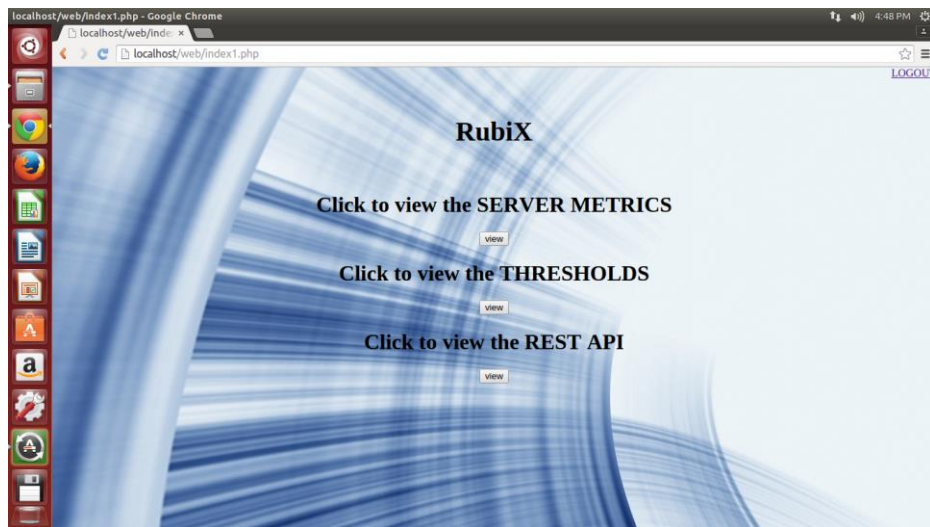 localhost/web/index1.php - Google Chrome
4:48 PM
localhost/web/inde
localhost/web/index1.php
LOGOU
RubiX
Click to view the SERVER METRICS
view
Click to view the THRESHOLDS
view
Click to view the REST API
view